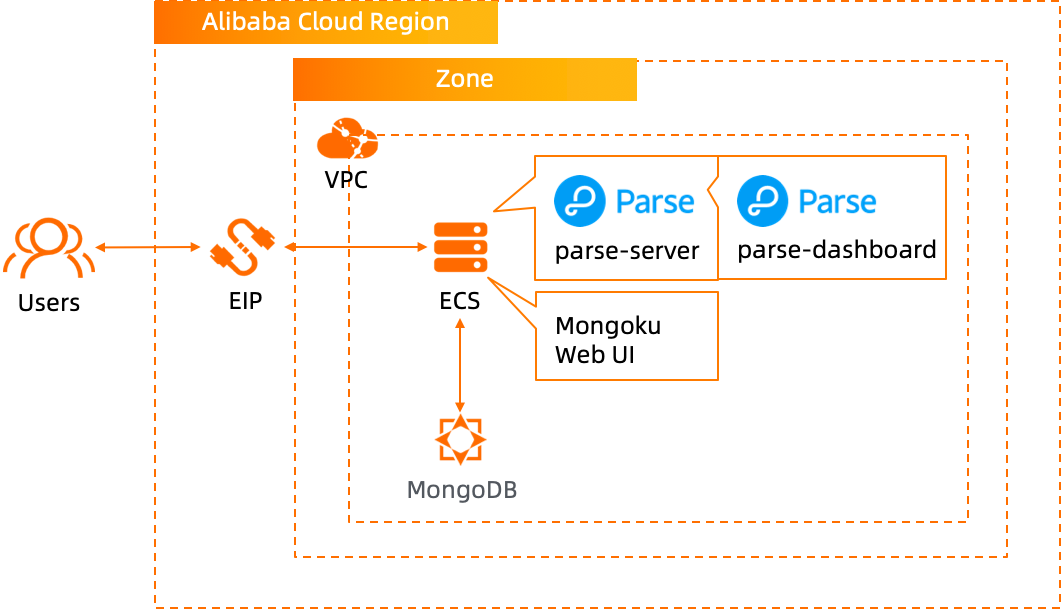 Alibaba Cloud Region
Zone
VPC
Parse
parse-server
Parse
parse-dashboard
Users
EIP
ECS
Mongoku
Web UI
MongoDB